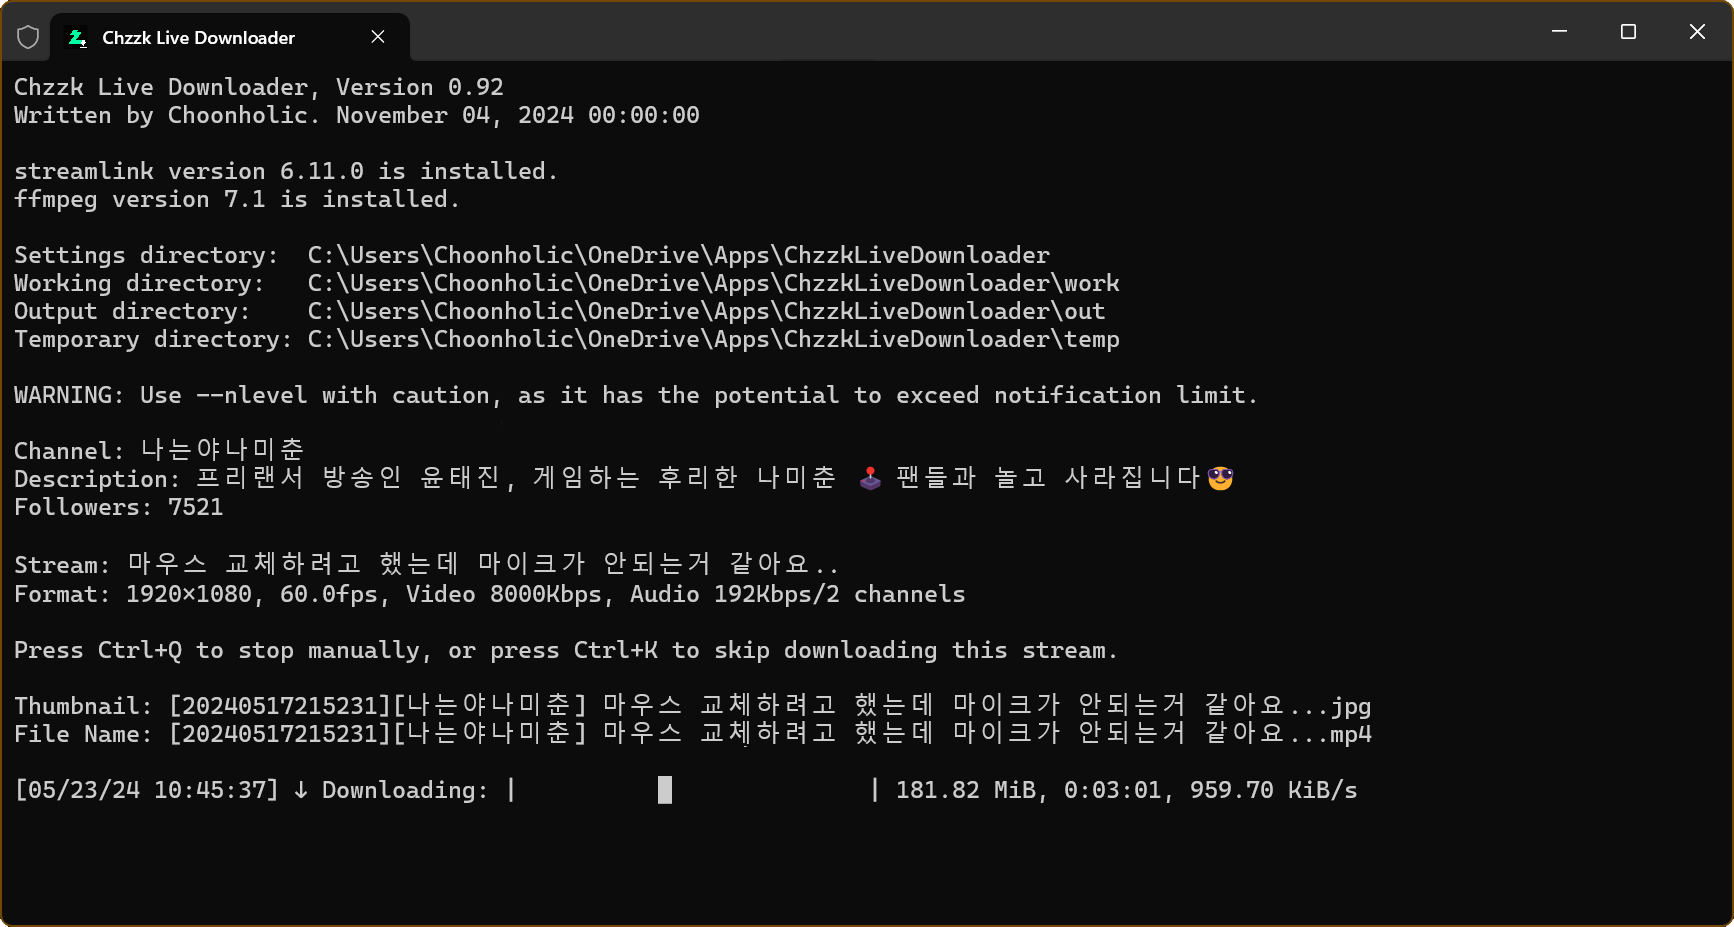 Chzzk Live Downloader
Chzzk Live Downloader, Version 0.92
Written by Choonholic. November 04, 2024 00:00:00
streamlink version 6.11.0 is installed.
ffmpeg version 7.1 is installed.
Settings directory:  C:\Users\Choonholic\OneDrive\Apps\ChzzkLiveDownloader
Working directory:   C:\Users\Choonholic\OneDrive\Apps\ChzzkLiveDownloader\work
Output directory:    C:\Users\Choonholic\OneDrive\Apps\ChzzkLiveDownloader\out
Temporary directory: C:\Users\Choonholic\OneDrive\Apps\ChzzkLiveDownloader\temp
WARNING: Use --nlevel with caution, as it has the potential to exceed notification limit.
Channel: 나는야나미춘
Description: 프리랜서 방송인 윤태진, 게임하는 후리한 나미춘 🕹️ 팬들과 놀고 사라집니다😎
Followers: 7521
Stream: 마우스 교체하려고 했는데 마이크가 안되는거 같아요..
Format: 1920×1080, 60.0fps, Video 8000Kbps, Audio 192Kbps/2 channels
Press Ctrl+Q to stop manually, or press Ctrl+K to skip downloading this stream.
Thumbnail: [20240517215231][나는야나미춘] 마우스 교체하려고 했는데 마이크가 안되는거 같아요...jpg
File Name: [20240517215231][나는야나미춘] 마우스 교체하려고 했는데 마이크가 안되는거 같아요...mp4
[05/23/24 10:45:37] ↓ Downloading: |          █              | 181.82 MiB, 0:03:01, 959.70 KiB/s